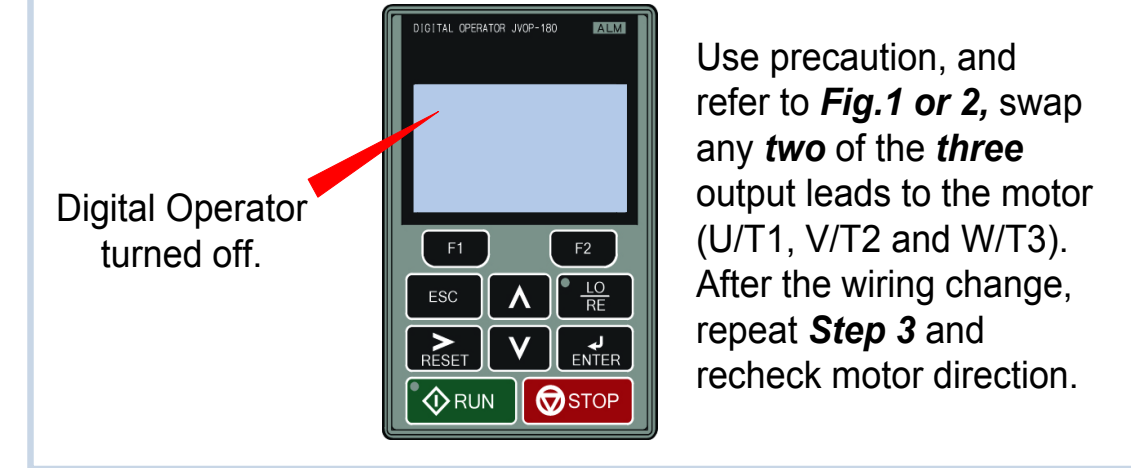 DIGITAL OPERATOR JVOP-180
ALM
Digital Operator
turned off.
F1
F2
ESC
LO
RE
RESET
ENTER
RUN
STOP
Use precaution, and
refer to Fig.1 or 2, swap
any two of the three
output leads to the motor
(U/T1, V/T2 and W/T3).
After the wiring change,
repeat Step 3 and
recheck motor direction.